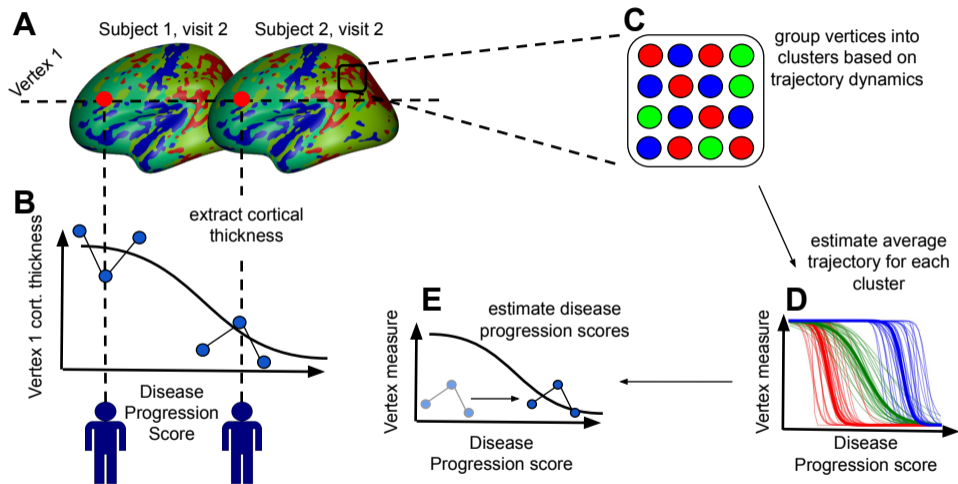 A
Subject 1, visit 2
Subject 2, visit 2
Vertex 1
C
group vertices into
clusters based on
trajectory dynamics
B
extract cortical
thickness
Vertex 1 cort. thickness
Disease
Progression
Score
estimate average
trajectory for each
cluster
E
estimate disease
progression scores
Vertex measure
Disease
Progression score
D
Vertex measure
Disease
Progression score